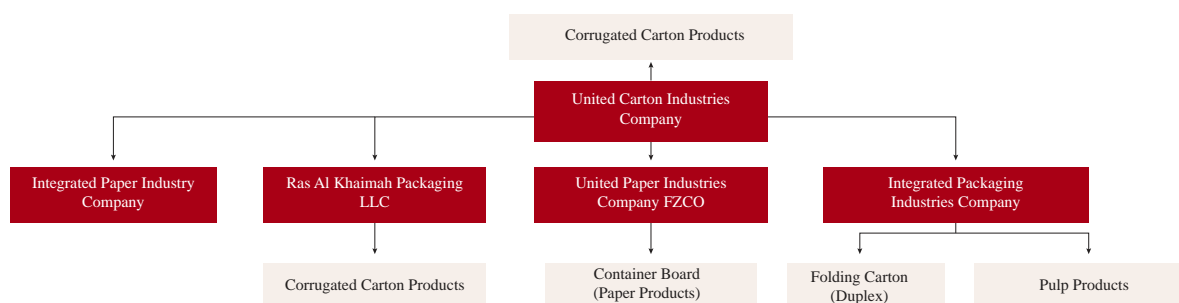 Corrugated Carton Products
United Carton Industries
Company
Integrated Paper Industry
Company
Ras Al Khaimah Packaging
LLC
United Paper Industries
Company FZCO
Integrated Packaging
Industries Company
Corrugated Carton Products
Container Board
(Paper Products)
Folding Carton
(Duplex)
Pulp Products